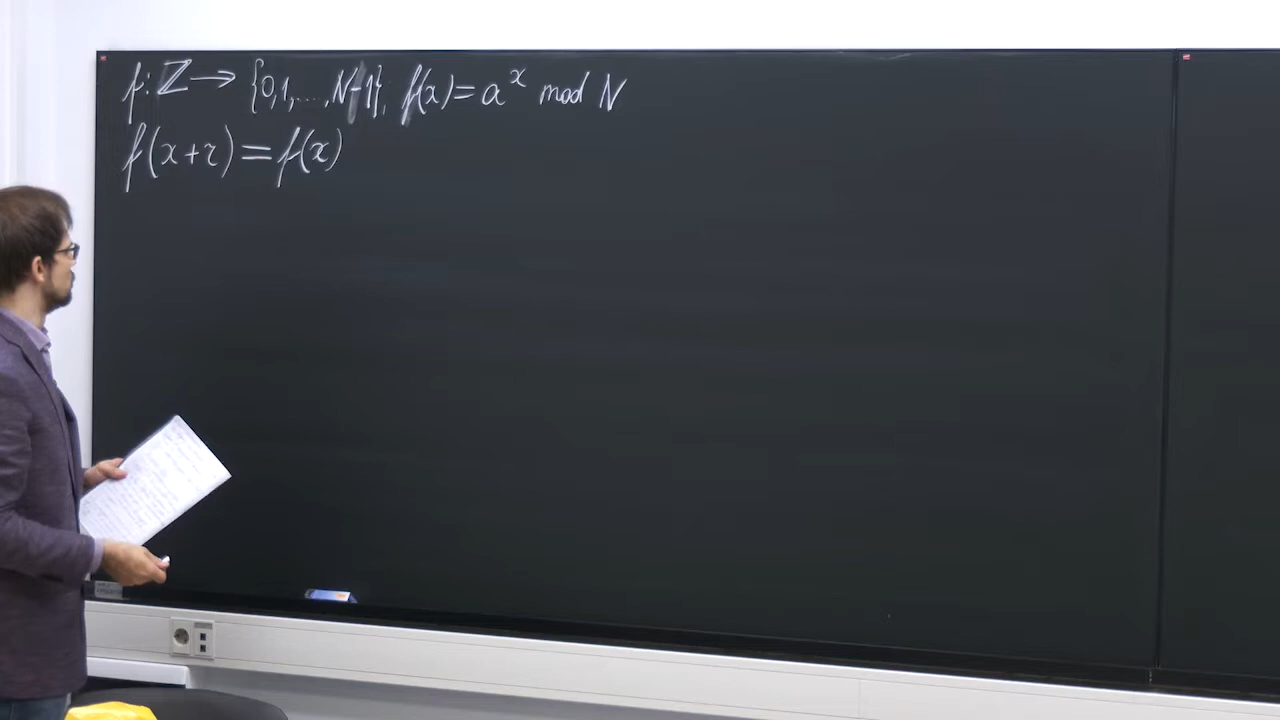 f: ℤ → {0,1,...,N-1}, f(x) = a^x mod N
f(x+r) = f(x)